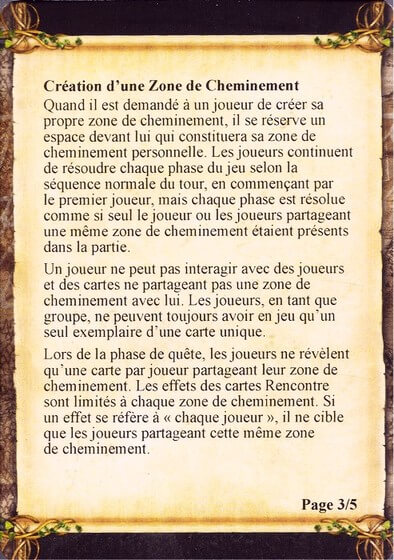 Création d’une Zone de Cheminement
Quand il est demandé à un joueur de créer sa
propre zone de cheminement, il se réserve un
espace devant lui qui constituera sa zone de
cheminement personnelle. Les joueurs continuent
de résoudre chaque phase du jeu selon la
séquence normale du tour, en commençant par
le premier joueur, mais chaque phase est résolue
comme si seul le joueur ou les joueurs partageant
une même zone de cheminement étaient présents
dans la partie.
Un joueur ne peut pas interagir avec des joueurs
et des cartes ne partageant pas une zone de
cheminement avec lui. Les joueurs, en tant que
groupe, ne peuvent toujours avoir en jeu qu’un
seul exemplaire d’une carte unique.
Lors de la phase de quête, les joueurs ne révèlent
qu’une carte par joueur partageant leur zone de
cheminement. Les effets des cartes Rencontre
sont limités à chaque zone de cheminement. Si
un effet se réfère à « chaque joueur », il ne cible
que les joueurs partageant cette même zone
de cheminement.
Page 3/5